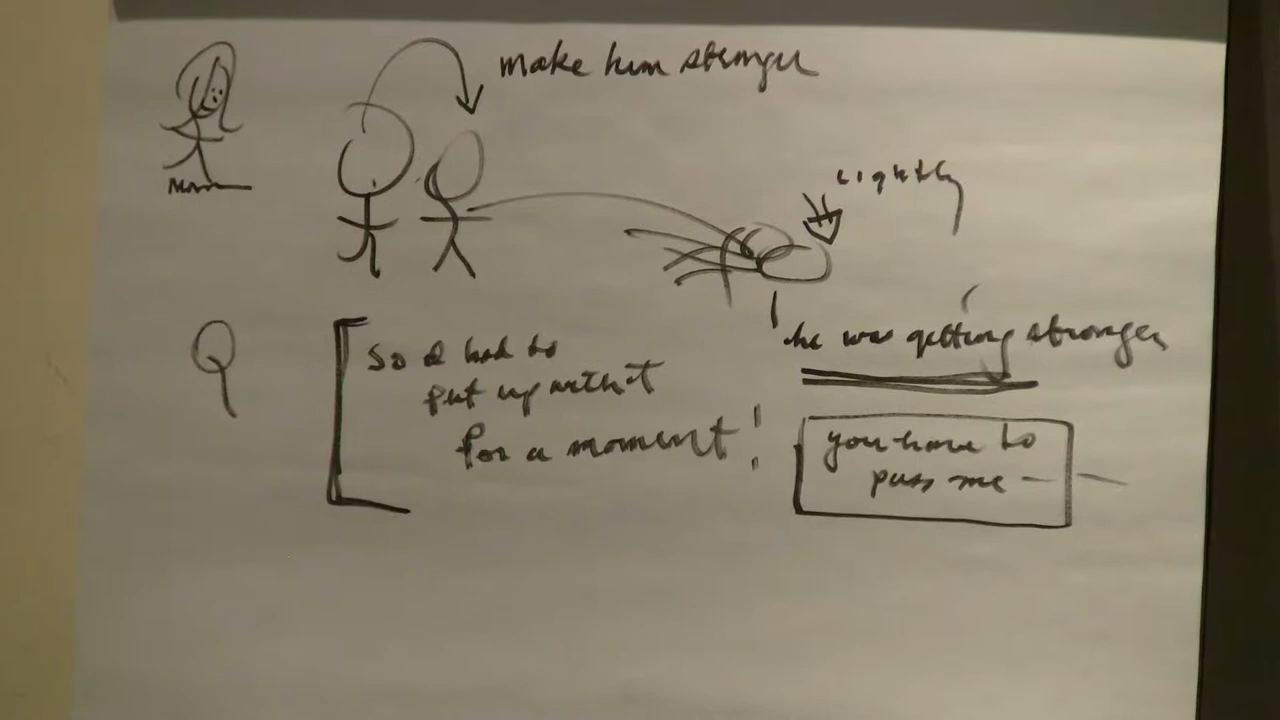 make him stronger
Lightly
he was getting stronger
Q
So I had to
put up with it
for a moment!
you have to
pass me —